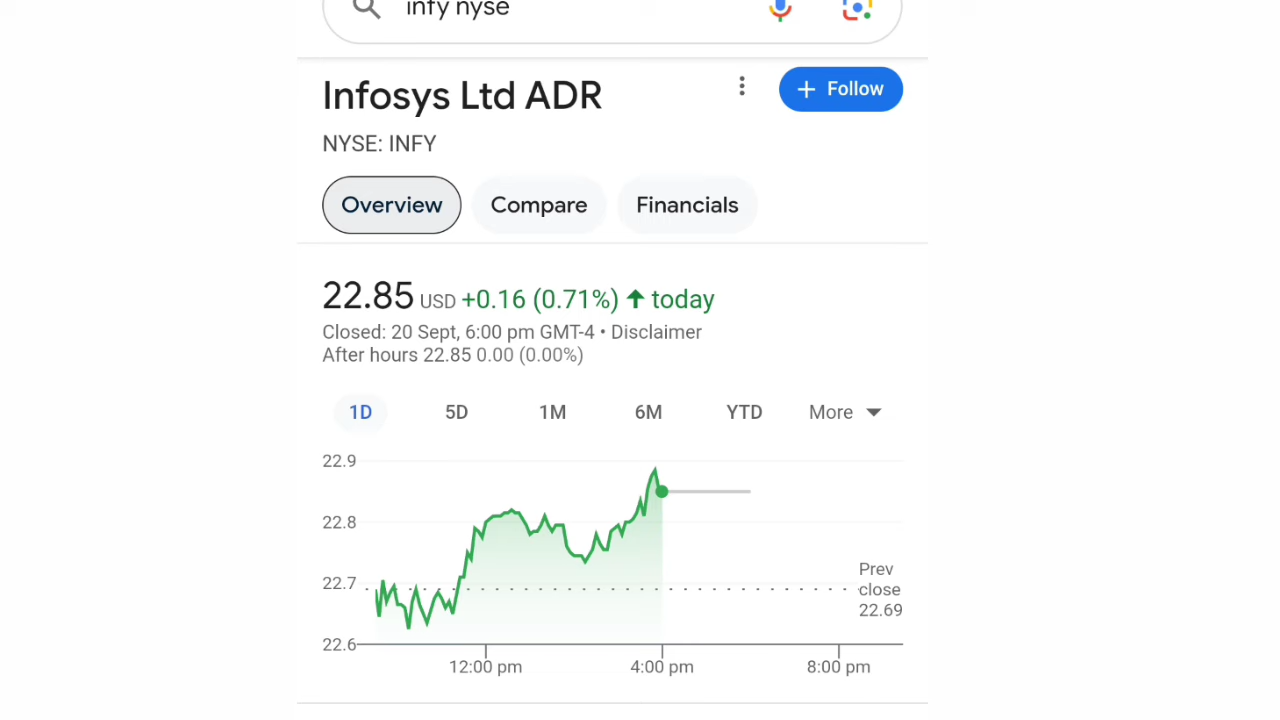 infy nyse
Infosys Ltd ADR
+ Follow
NYSE: INFY
Overview Compare Financials
22.85 USD +0.16 (0.71%) ↑ today
Closed: 20 Sept, 6:00 pm GMT-4 • Disclaimer
After hours 22.85 0.00 (0.00%)
1D 5D 1M 6M YTD More
22.9
22.8
22.7
22.6
Prev
close
22.69
12:00 pm 4:00 pm 8:00 pm